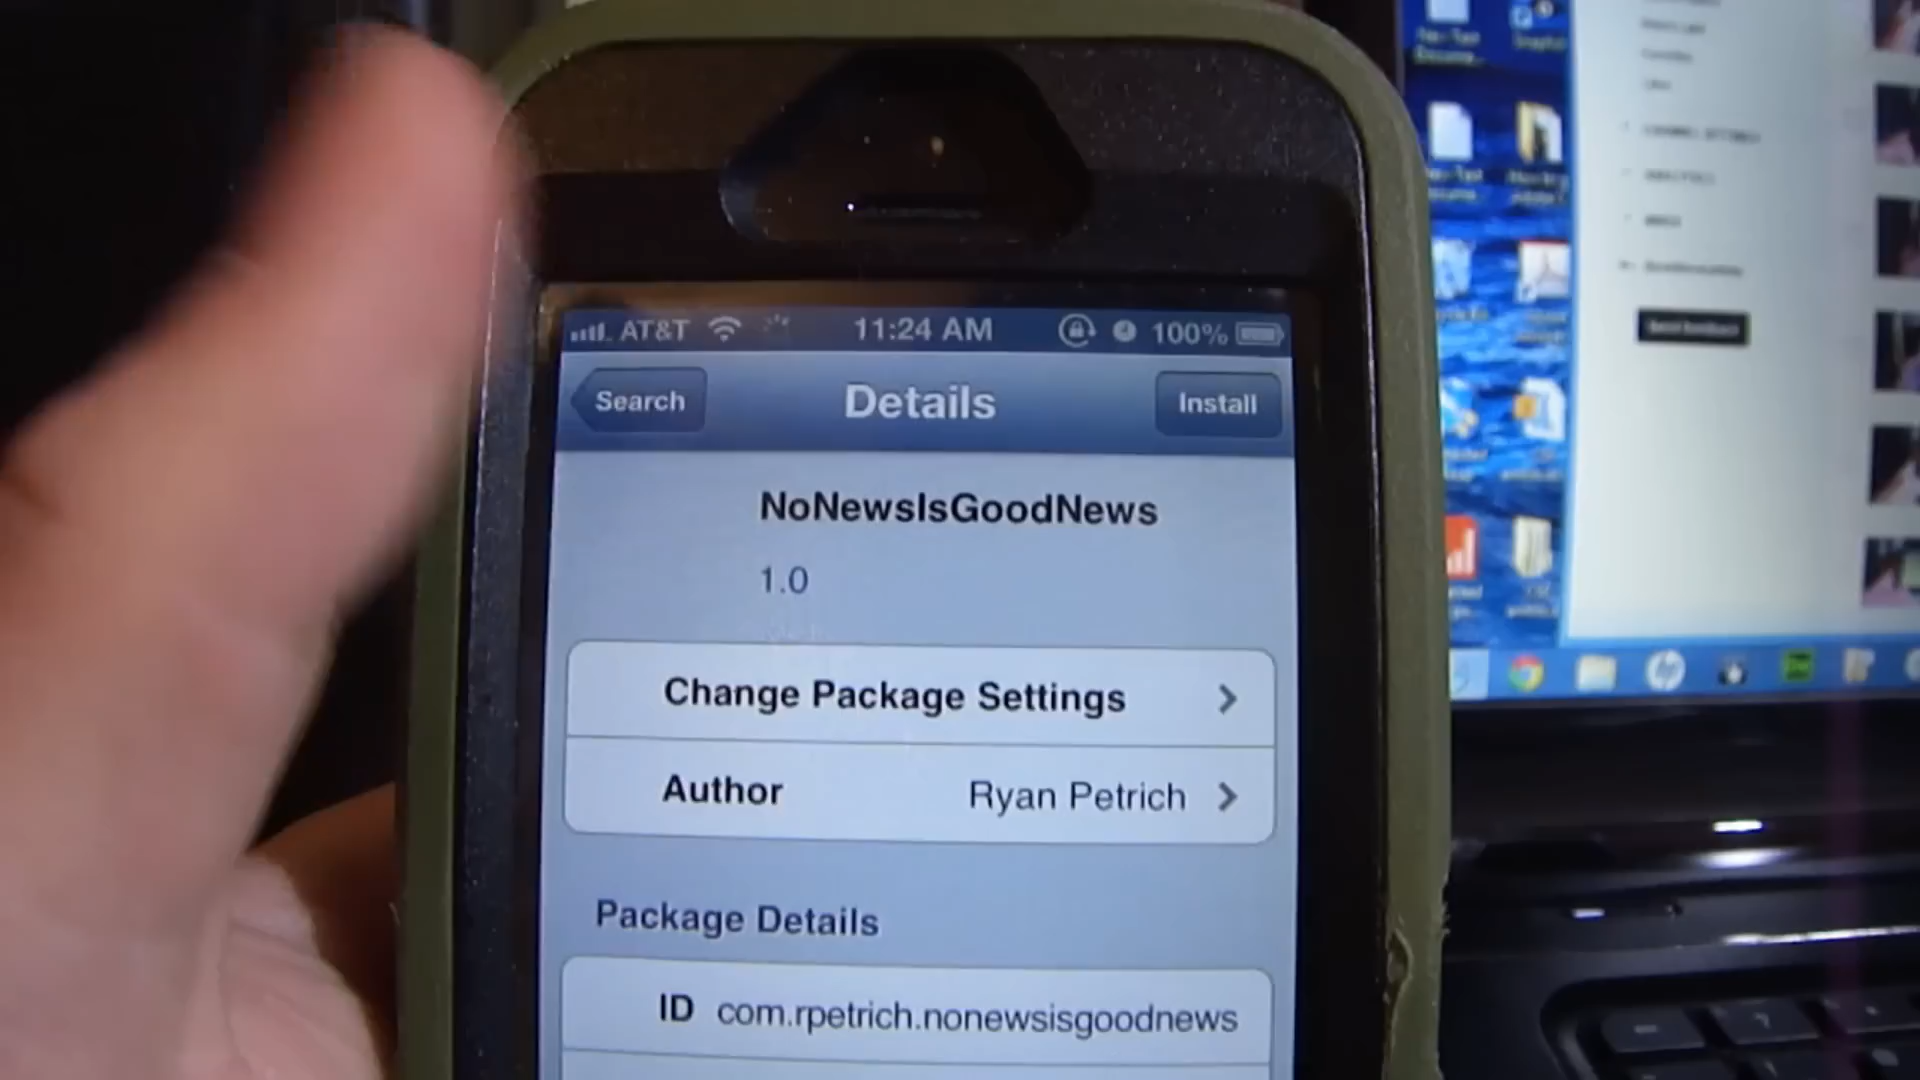 AT&T 11:24 AM 100%
Search Details Install
NoNewsIsGoodNews
1.0
Change Package Settings
Author Ryan Petrich
Package Details
ID com.rpetrich.nonewsisgoodnews